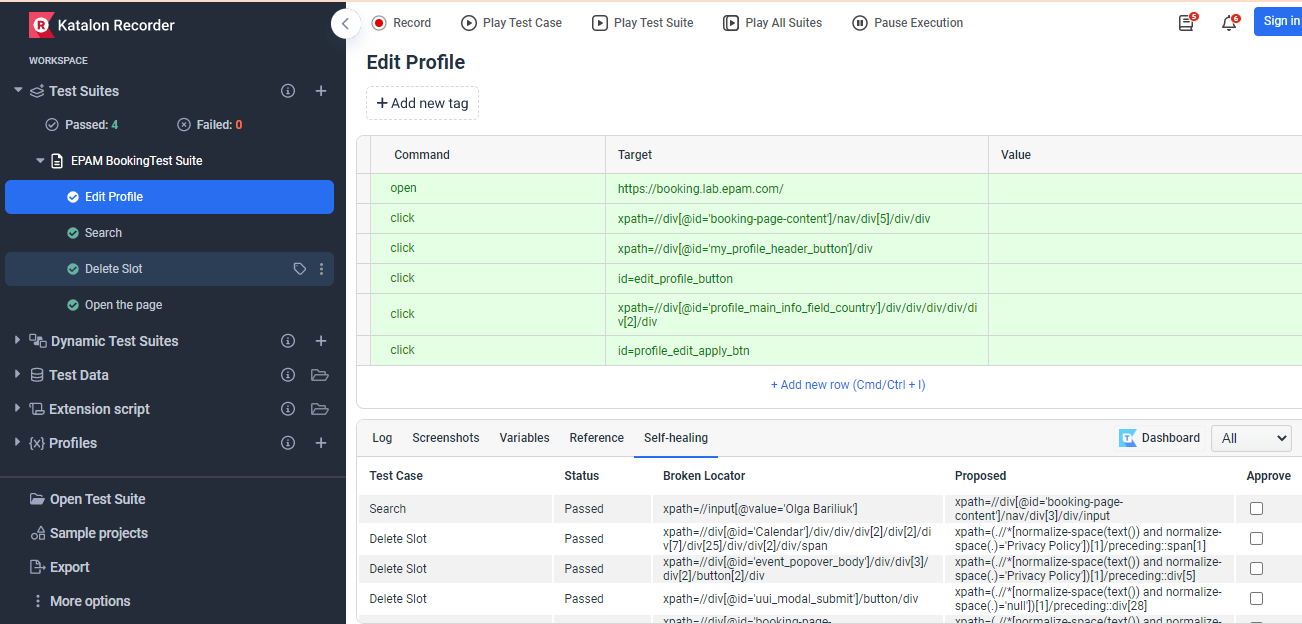 Katalon Recorder
WORKSPACE
Test Suites
Passed: 4 Failed: 0
EPAM BookingTest Suite
Edit Profile
Search
Delete Slot
Open the page
Dynamic Test Suites
Test Data
Extension script
{x} Profiles
Open Test Suite
Sample projects
Export
More options
Record Play Test Case Play Test Suite Play All Suites Pause Execution 5 6 Sign in
Edit Profile
+ Add new tag
Command Target Value
open https://booking.lab.epam.com/
click xpath=//div[@id='booking-page-content']/nav/div[5]/div/div
click xpath=//div[@id='my_profile_header_button']/div
click id=edit_profile_button
click xpath=//div[@id='profile_main_info_field_country']/div/div/div/div/di
v[2]/div
click id=profile_edit_apply_btn
+ Add new row (Cmd/Ctrl + I)
Log Screenshots Variables Reference Self-healing Dashboard All
Test Case Status Broken Locator Proposed Approve
Search Passed xpath=//input[@value='Olga Bariliuk'] xpath=//div[@id='booking-page-
content']/nav/div[3]/div/input
Delete Slot Passed xpath=//div[@id='Calendar']/div/div/div[2]/div[2]/di
v[7]/div[25]/div/div[2]/div/span
xpath=(.//*[normalize-space(text()) and normalize-
space(.)='Privacy Policy'])[1]/preceding::span[1]
Delete Slot Passed xpath=//div[@id='event_popover_body']/div/div[3]/
div[2]/button[2]/div
xpath=(.//*[normalize-space(text()) and normalize-
space(.)='Privacy Policy'])[1]/preceding::div[5]
Delete Slot Passed xpath=//div[@id='uui_modal_submit']/button/div
xpath=(.//*[normalize-space(text()) and normalize-
space(.)='null'])[1]/preceding::div[28]
xpath=//div[@id='booking-page-
xpath=(.//*[normalize-space(text()) and normalize-